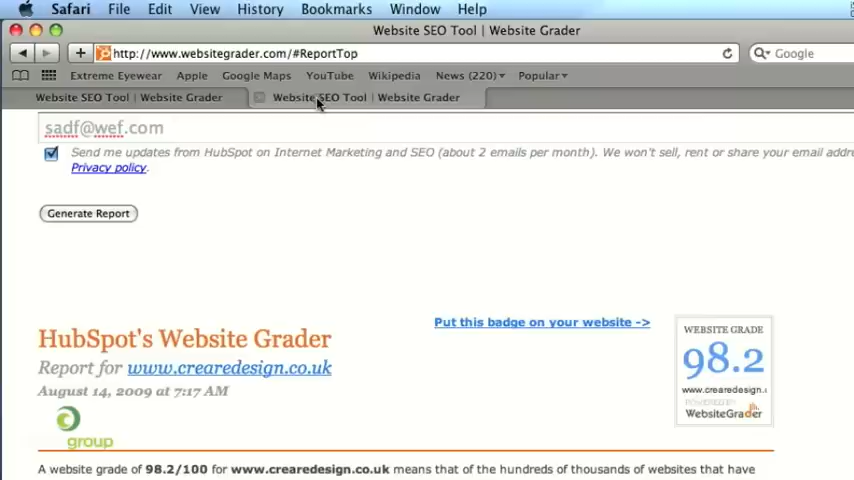 Safari File Edit View History Bookmarks Window Help
Website SEO Tool | Website Grader
http://www.websitegrader.com/#ReportTop
Google
Extreme Eyewear Apple Google Maps YouTube Wikipedia News (220) Popular
Website SEO Tool | Website Grader Website SEO Tool | Website Grader
sadf@wef.com
Send me updates from HubSpot on Internet Marketing and SEO (about 2 emails per month). We won't sell, rent or share your email addre
Privacy policy.
Generate Report
Put this badge on your website ->
HubSpot's Website Grader
Report for www.crearedesign.co.uk
August 14, 2009 at 7:17 AM
group
WEBSITE GRADE
98.2
www.crearedesign.c
POWERED BY
WebsiteGrader
A website grade of 98.2/100 for www.crearedesign.co.uk means that of the hundreds of thousands of websites that have